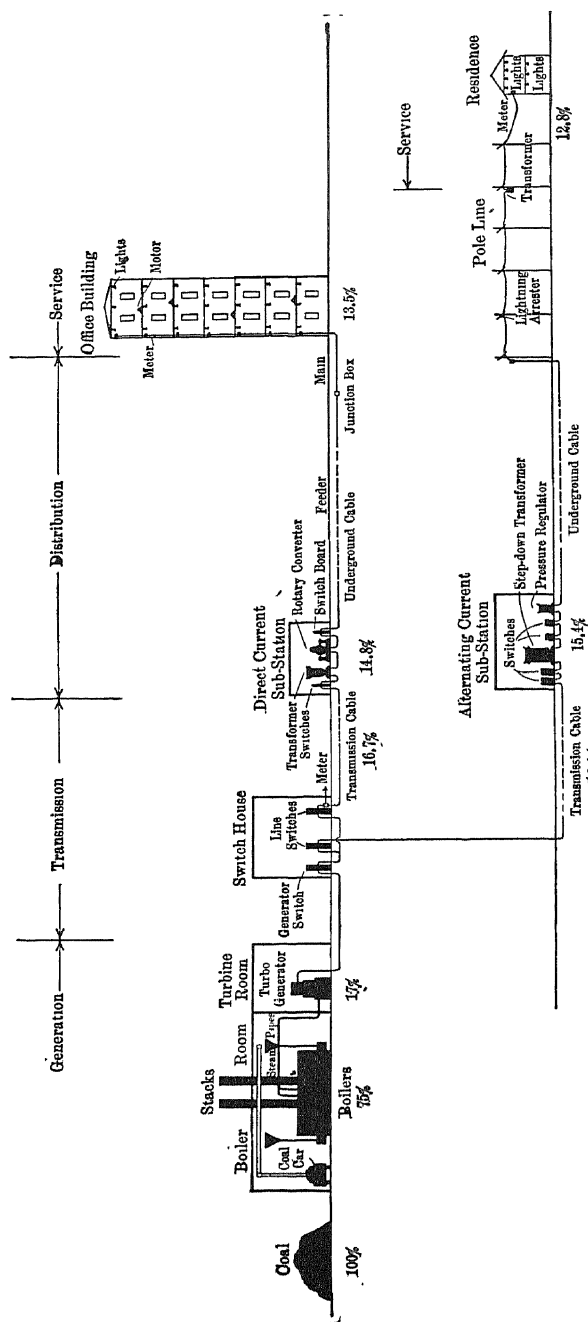 Generation
Transmission
Distribution
Service
Coal
100%
Boiler Room
Coal
Car
Stacks
Steam Pipes
Boilers
75%
Turbine
Room
Turbo
Generator
17%
Switch House
Generator
Switch
Line
Switches
Meter
Transmission Cable
16.7%
Direct Current
Sub-Station
Transformer
Switches
Rotary Converter
Switch Board
14.8%
Feeder
Underground Cable
Main
Junction Box
Office Building
Meter
Lights
Motor
13.5%
Transmission Cable
Alternating Current
Sub-Station
Switches
Step-down Transformer
Pressure Regulator
15.4%
Underground Cable
Service
Pole Line
Lightning
Arrester
Transformer
Residence
Meter
Lights
Lights
12.8%